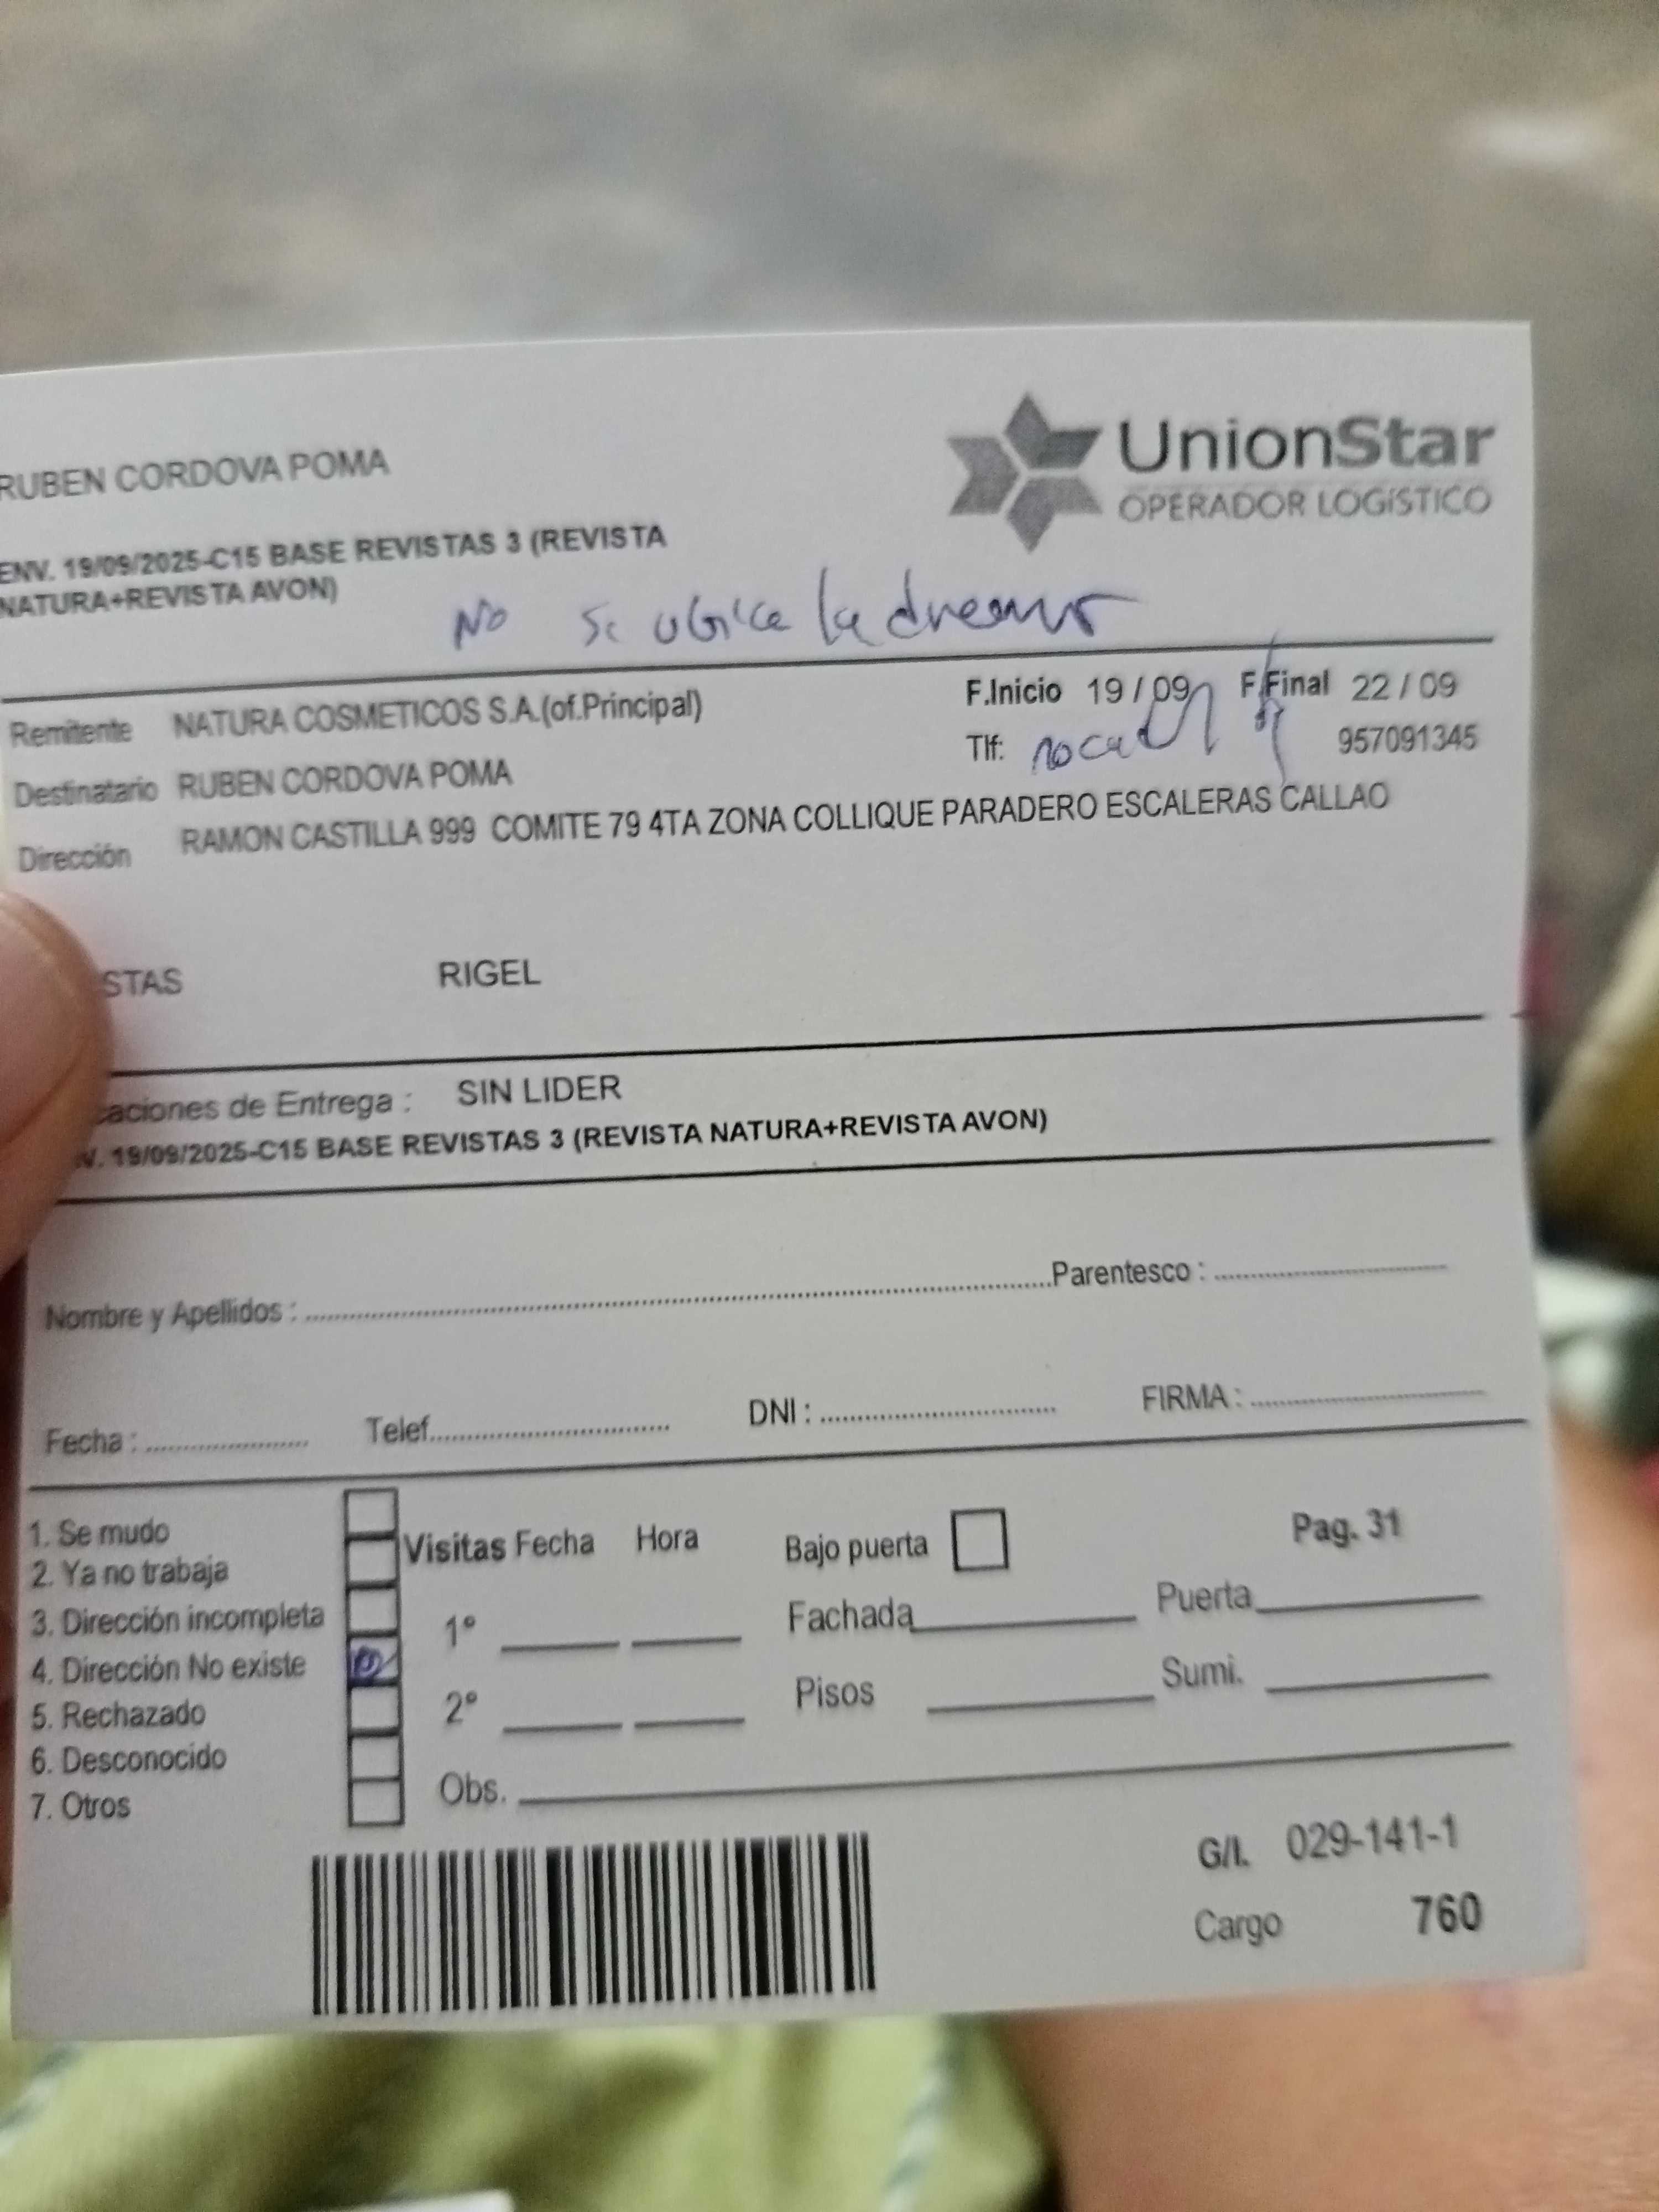 RUBEN CORDOVA POMA
UnionStar
OPERADOR LOGÍSTICO
ENV. 19/09/2025-C15 BASE REVISTAS 3 (REVISTA
NATURA+REVISTA AVON)
No se ubica la
Remitente NATURA COSMETICOS S.A.(of.Principal) F.Inicio 19 / 09 F.Final 22 / 09
Tlf: 957091345
Destinatario RUBEN CORDOVA POMA
Dirección RAMON CASTILLA 999 COMITE 79 4TA ZONA COLLIQUE PARADERO ESCALERAS CALLAO
STAS RIGEL
caciones de Entrega : SIN LIDER
V. 19/09/2025-C15 BASE REVISTAS 3 (REVISTA NATURA+REVISTA AVON)
Nombre y Apellidos : Parentesco :
Fecha : Telef. DNI : FIRMA :
1. Se mudo
2. Ya no trabaja
3. Dirección incompleta
4. Dirección No existe
5. Rechazado
6. Desconocido
7. Otros
Visitas Fecha Hora
1°
2°
Obs.
Bajo puerta
Fachada Puerta
Pisos Sumi.
Pag. 31
G/I. 029-141-1
Cargo 760